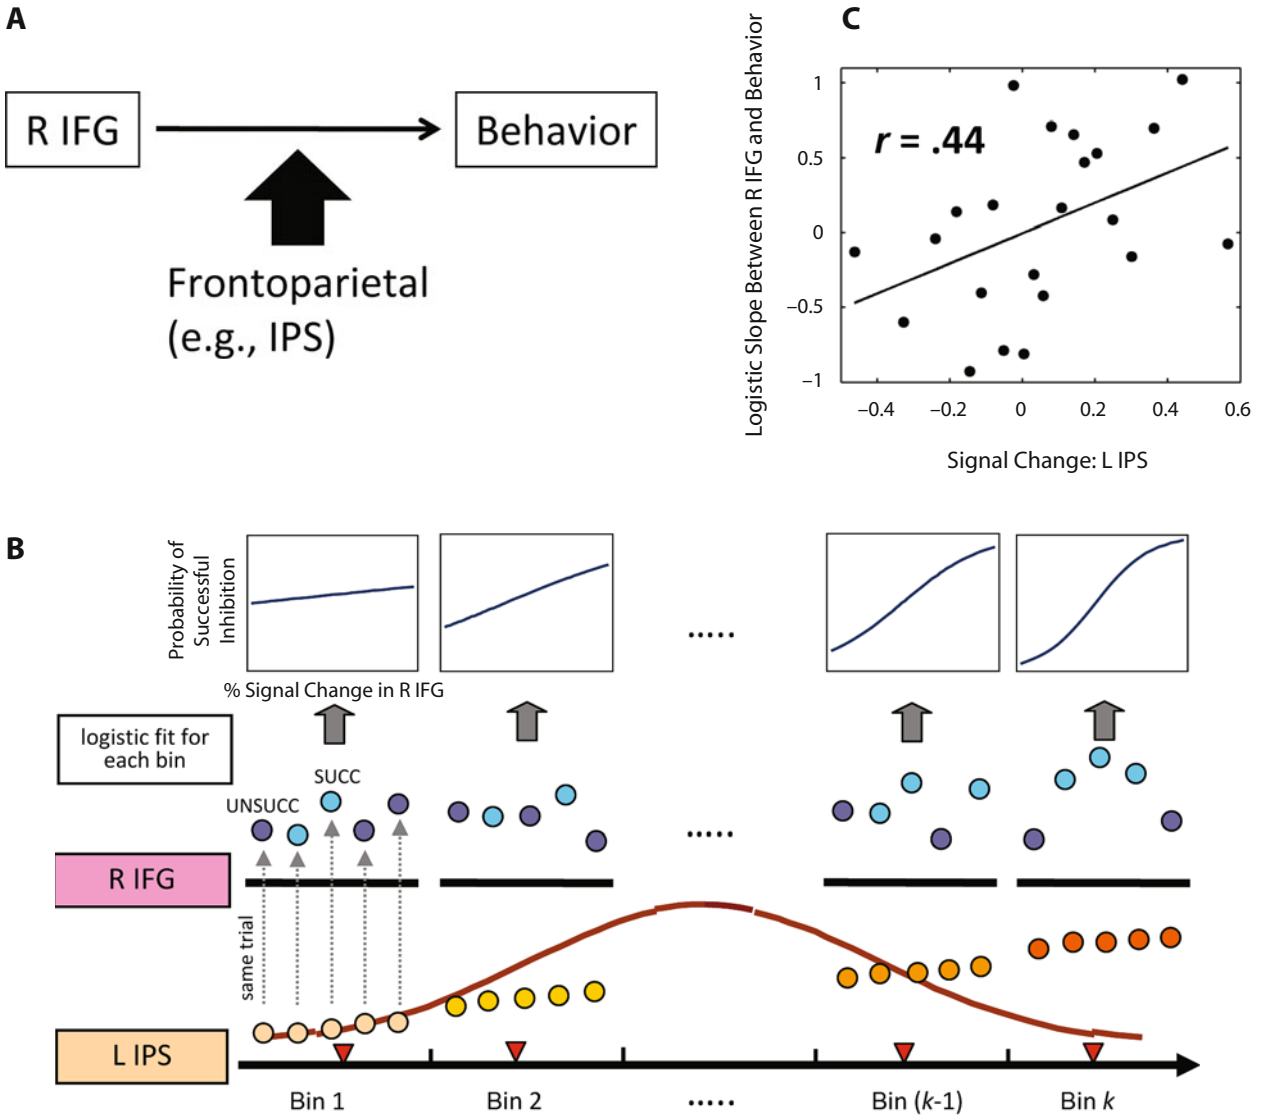 A
R IFG
Behavior
Frontoparietal
(e.g., IPS)
C
Logistic Slope Between R IFG and Behavior
r = .44
1
0.5
0
−0.5
−1
−0.4
−0.2
0
0.2
0.4
0.6
Signal Change: L IPS
B
Probability of
Successful
Inhibition
.....
% Signal Change in R IFG
logistic fit for
each bin
UNSUCC
SUCC
.....
R IFG
same trial
L IPS
Bin 1
Bin 2
.....
Bin (k-1)
Bin k